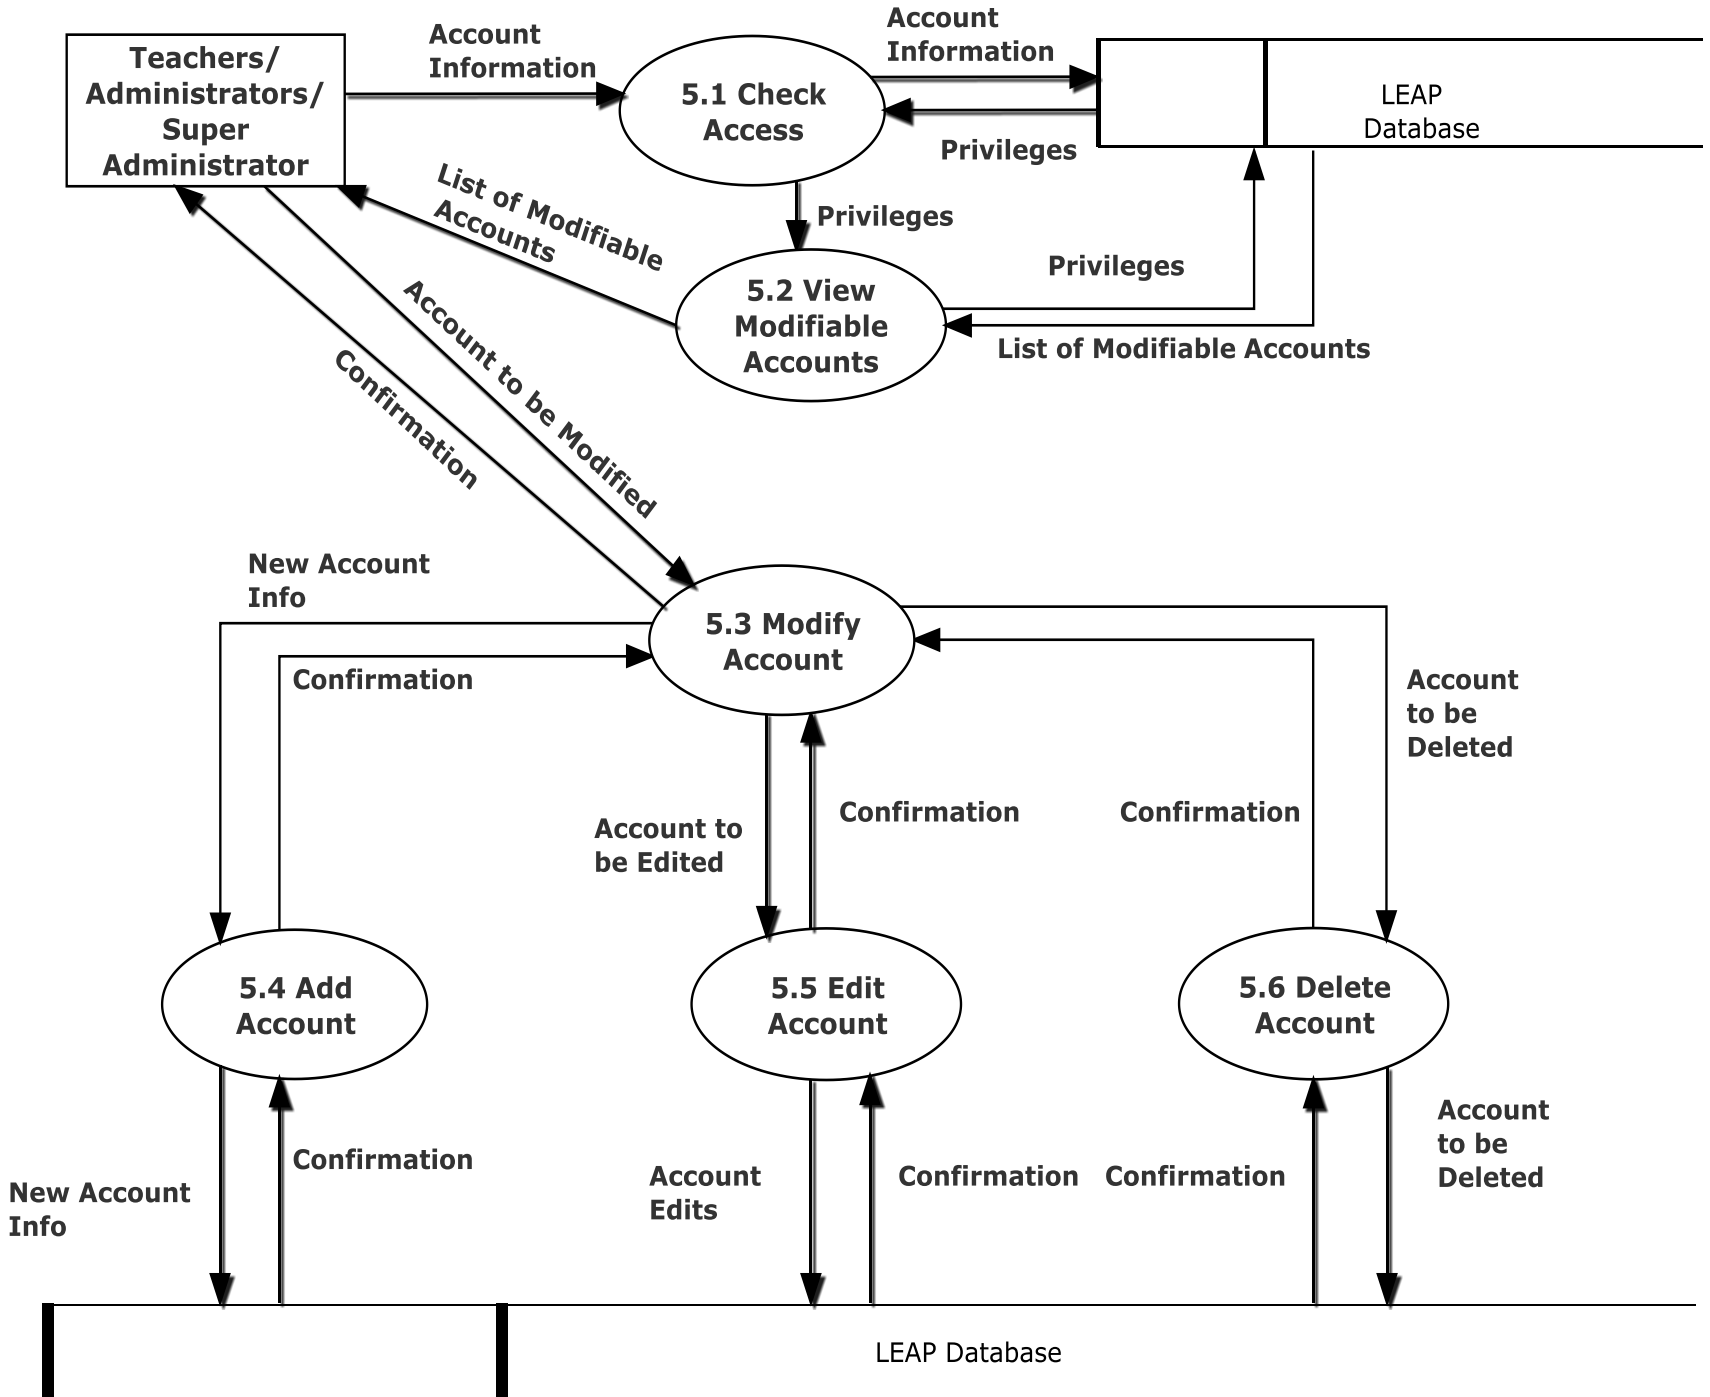 Teachers/
Administrators/
Super
Administrator
Account
Information
5.1 Check
Access
Account
Information
Privileges
LEAP
Database
List of Modifiable
Accounts
Privileges
5.2 View
Modifiable
Accounts
Privileges
List of Modifiable Accounts
Account to be Modified
Confirmation
New Account
Info
Confirmation
5.3 Modify
Account
Account
to be
Deleted
Account to
be Edited
Confirmation
Confirmation
5.4 Add
Account
5.5 Edit
Account
5.6 Delete
Account
New Account
Info
Confirmation
Account
Edits
Confirmation
Confirmation
Account
to be
Deleted
LEAP Database